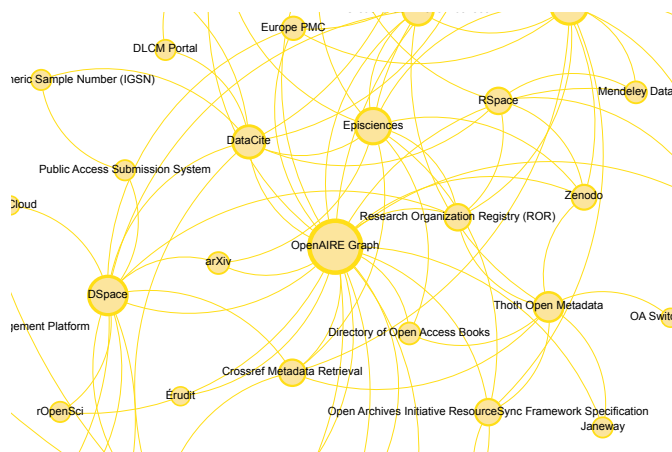 Europe PMC
DLCM Portal
neric Sample Number (IGSN)
Mendeley Data
RSpace
Episciences
DataCite
Public Access Submission System
Zenodo
Cloud
Research Organization Registry (ROR)
OpenAIRE Graph
arXiv
DSpace
Thoth Open Metadata
OA Switc
gement Platform
Directory of Open Access Books
Crossref Metadata Retrieval
Érudit
rOpenSci
Open Archives Initiative ResourceSync Framework Specification
Janeway